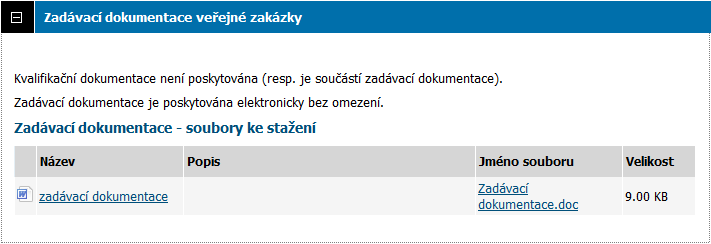 Zadávací dokumentace veřejné zakázky
Kvalifikační dokumentace není poskytována (resp. je součástí zadávací dokumentace).
Zadávací dokumentace je poskytována elektronicky bez omezení.
Zadávací dokumentace - soubory ke stažení
Název Popis Jméno souboru Velikost
zadávací dokumentace Zadávací dokumentace.doc 9.00 KB